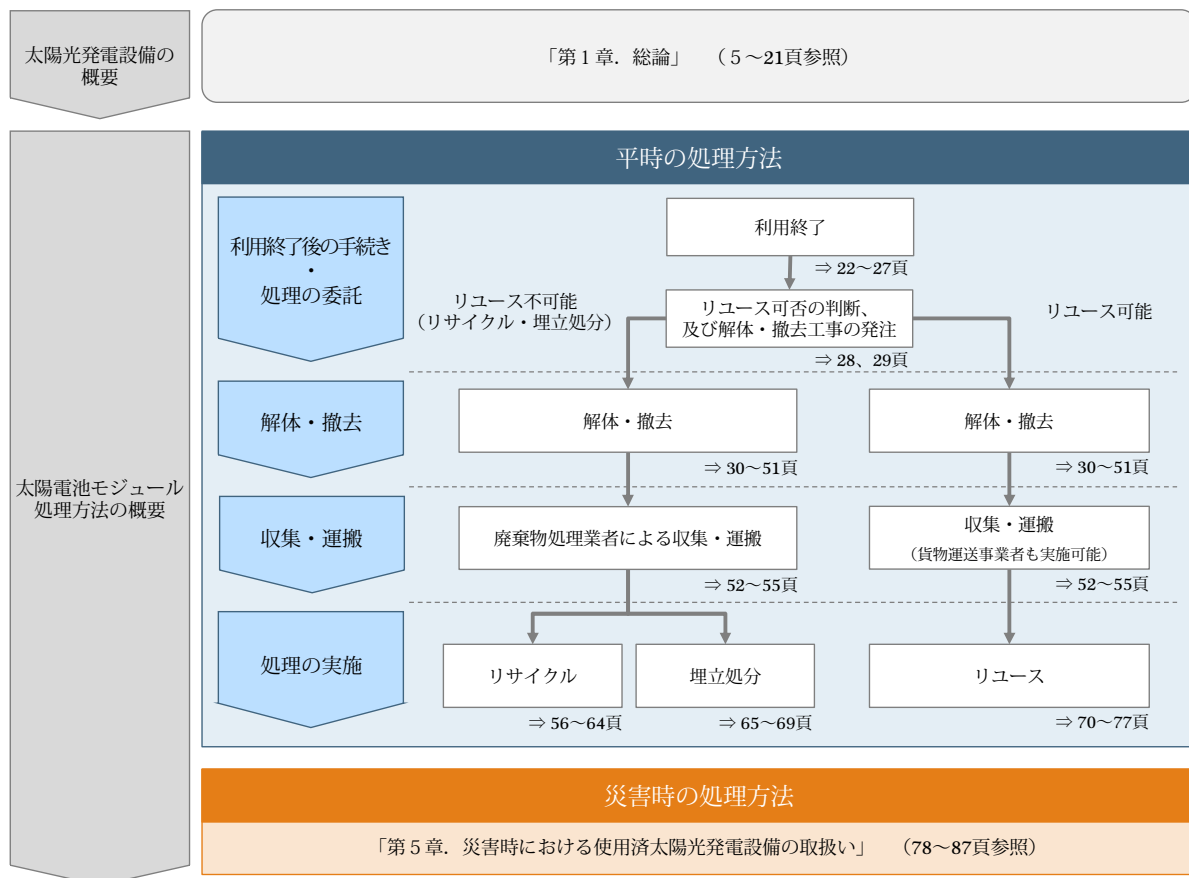 太陽光発電設備の
概要
「第1章. 総論」　（5～21頁参照）
太陽電池モジュール
処理方法の概要
平時の処理方法
利用終了後の手続き
・
処理の委託
利用終了
⇒ 22～27頁
リユース不可能
（リサイクル・埋立処分）
リユース可否の判断、
及び解体・撤去工事の発注
リユース可能
⇒ 28、29頁
解体・撤去
解体・撤去
解体・撤去
⇒ 30～51頁
⇒ 30～51頁
収集・運搬
廃棄物処理業者による収集・運搬
収集・運搬
（貨物運送事業者も実施可能）
⇒ 52～55頁
⇒ 52～55頁
処理の実施
リサイクル
埋立処分
リユース
⇒ 56～64頁
⇒ 65～69頁
⇒ 70～77頁
災害時の処理方法
「第5章. 災害時における使用済太陽光発電設備の取扱い」　（78～87頁参照）